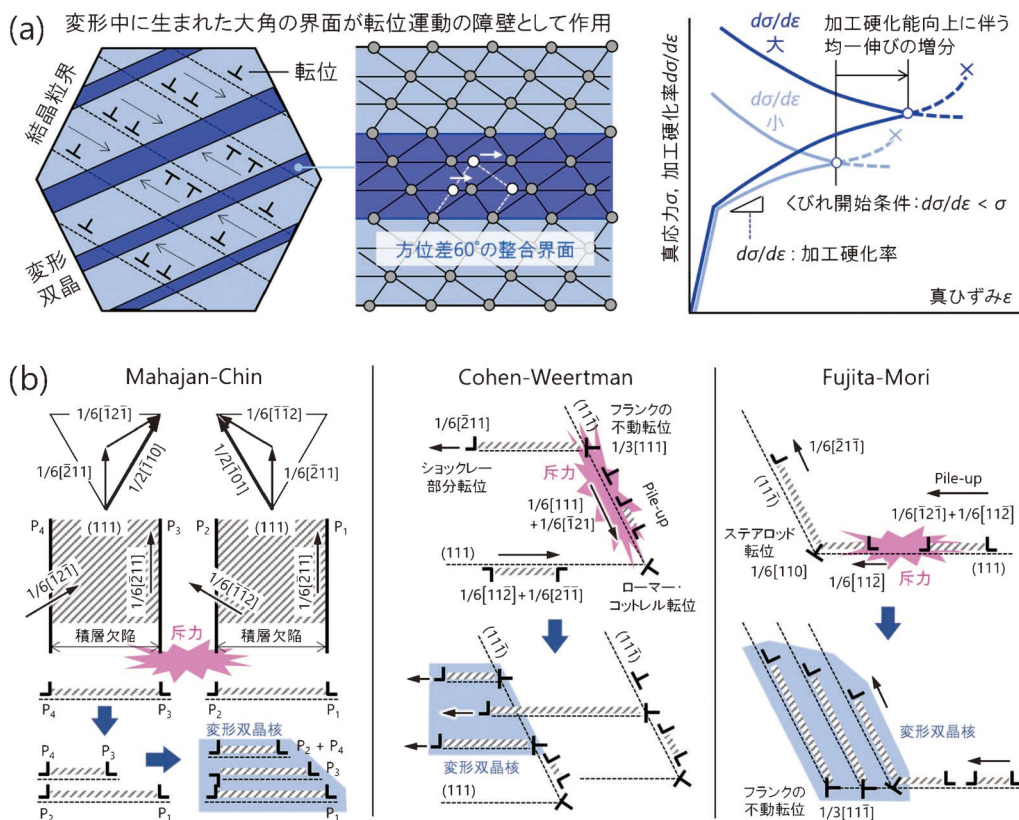 (a) 変形中に生まれた大角の界面が転位運動の障壁として作用
結晶粒界
転位
変形
双晶
方位差60°の整合界面
真応力σ, 加工硬化率dσ/dε
dσ/dε
大
dσ/dε
小
加工硬化能向上に伴う
均一伸びの増分
くびれ開始条件:dσ/dε < σ
dσ/dε : 加工硬化率
真ひずみε
(b)
Mahajan-Chin
1/6[1̅21̅]
1/6[2̅11]
1/2[1̅10]
1/6[1̅1̅2]
1/2[1̅01]
1/6[2̅11]
P₄ (111) P₃
P₂ (111) P₁
1/6[1̅21̅]
1/6[2̅11]
1/6[1̅1̅2]
1/6[2̅11]
積層欠陥
斥力
積層欠陥
P₄ P₃
P₂ P₁
P₄ P₃
P₂ P₁
変形双晶核
P₂ + P₄
P₃
P₁
Cohen-Weertman
1/6[2̅11]
(111̅)
フランクの
不動転位
1/3[111]
ショックレー
部分転位
斥力
Pile-up
1/6[111]
+1/6[1̅21]
(111)
1/6[112̅]+1/6[21̅1̅]
ローマー・
コットレル転位
(111̅)
(111̅)
変形双晶核
(111)
Fujita-Mori
1/6[2̅11̅]
(111̅)
Pile-up
1/6[1̅21̅]+1/6[112̅]
ステアロッド
転位
1/6[110]
1/6[112̅]
斥力
(111)
変形双晶核
フランクの
不動転位
1/3[111̅]